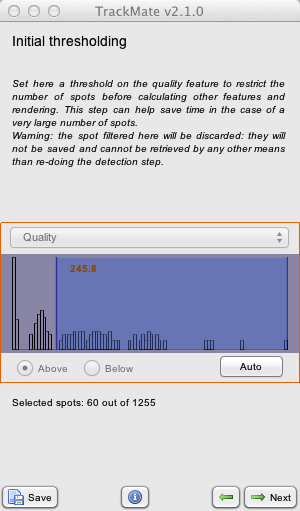 TrackMate v2.1.0
Initial thresholding
Set here a threshold on the quality feature to restrict the
number of spots before calculating other features and
rendering. This step can help save time in the case of a
very large number of spots.
Warning: the spot filtered here will be discarded: they will
not be saved and cannot be retrieved by any other means
than re-doing the detection step.
Quality
245.8
Above Below Auto
Selected spots: 60 out of 1255
Save Next